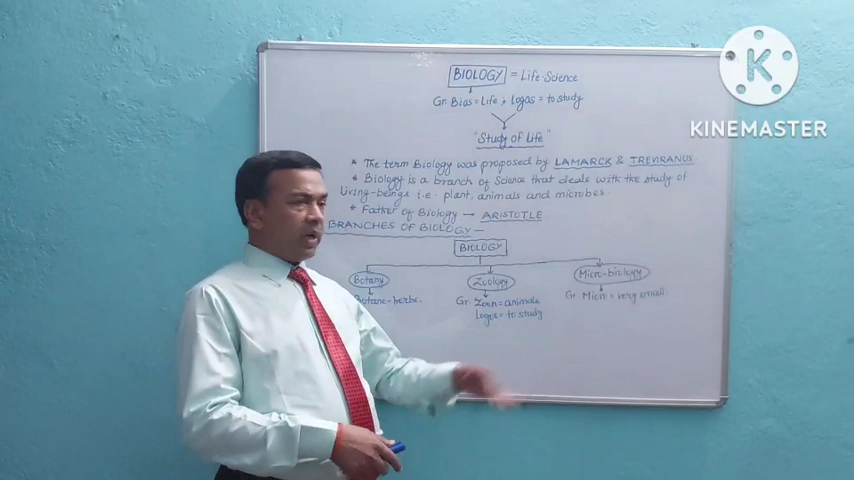 BIOLOGY = Life-Science
Gr. Bias = Life ; Logos = to study
"Study of Life"
* The term Biology was proposed by LAMARCK & TREVIRANUS.
* Biology is a branch of Science that deals with the study of
Living-beings i.e. plant, animals and microbes.
* Father of Biology → ARISTOTLE
BRANCHES OF BIOLOGY —
BIOLOGY
Botany Zoology Micro-biology
Botane-herbs. Gr. Zoon = animals Gr. Micro = very small
Logos = to study
K
KINEMASTER